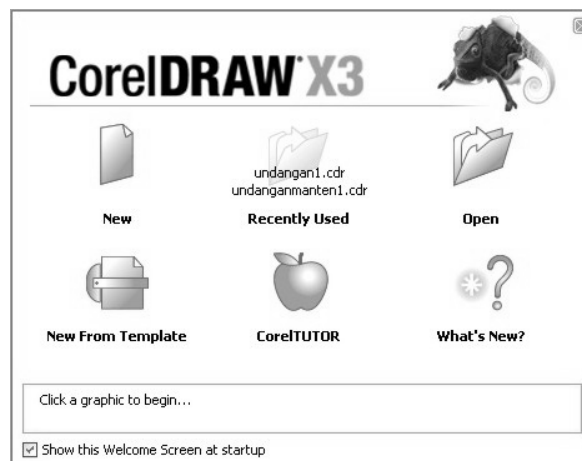 CorelDRAW X3
undangan1.cdr
undanganmanten1.cdr
New
Recently Used
Open
New From Template
CorelTUTOR
What's New?
Click a graphic to begin...
Show this Welcome Screen at startup